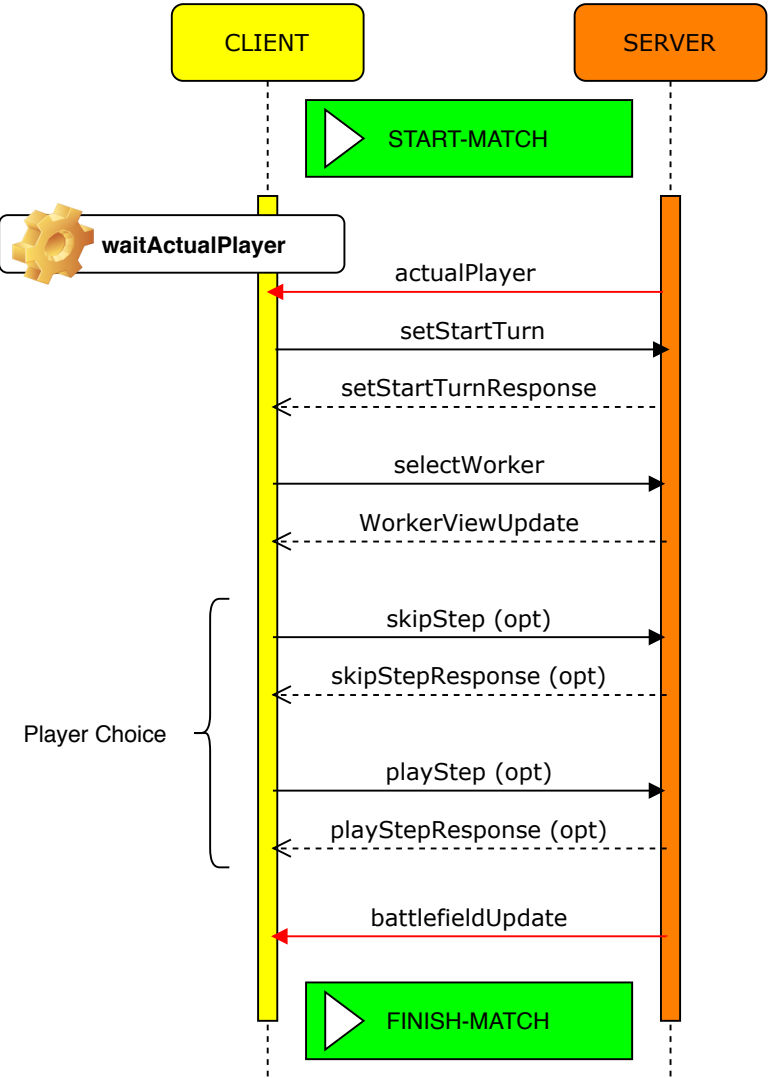 CLIENT
SERVER
START-MATCH
waitActualPlayer
actualPlayer
setStartTurn
setStartTurnResponse
selectWorker
WorkerViewUpdate
skipStep (opt)
skipStepResponse (opt)
Player Choice
playStep (opt)
playStepResponse (opt)
battlefieldUpdate
FINISH-MATCH